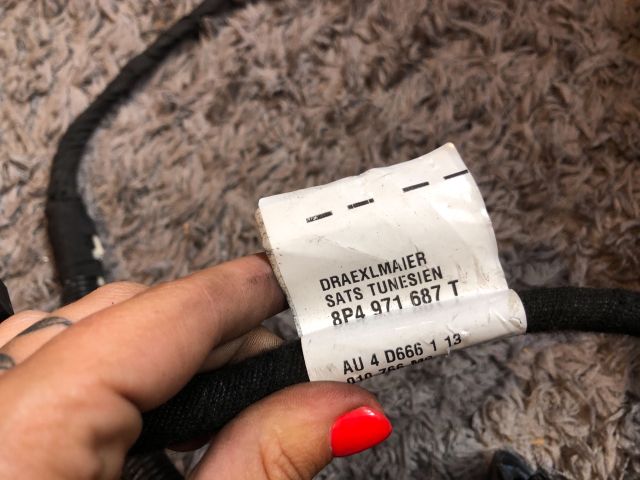 DRAEXLMAIER
SATS TUNESIEN
8P4 971 687 T
AU 4 D666 1 13